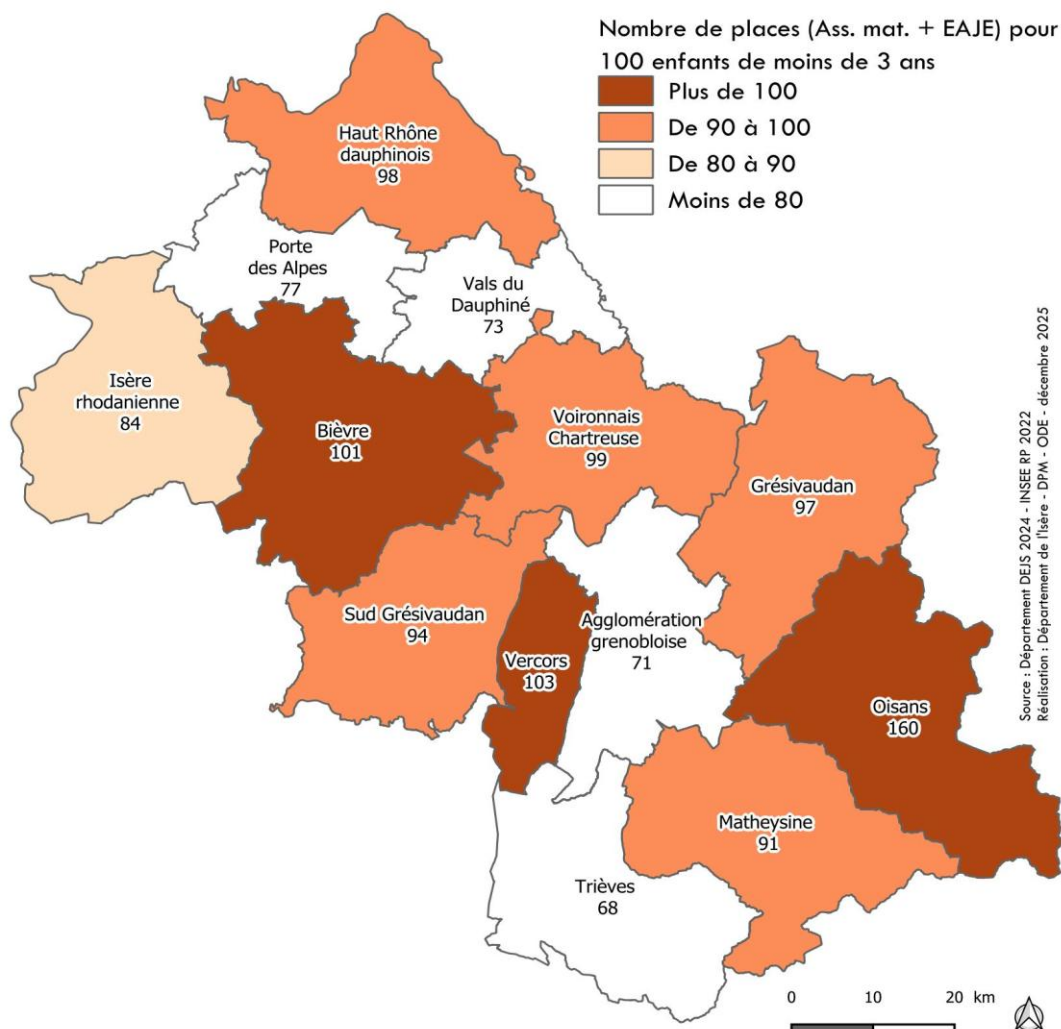 Nombre de places (Ass. mat. + EAJE) pour
100 enfants de moins de 3 ans
Plus de 100
De 90 à 100
De 80 à 90
Moins de 80
Haut Rhône
dauphinois
98
Porte
des Alpes
77
Vals du
Dauphiné
73
Isère
rhodanienne
84
Bièvre
101
Voironnais
Chartreuse
99
Grésivaudan
97
Sud Grésivaudan
94
Vercors
103
Agglomération
grenobloise
71
Oisans
160
Matheysine
91
Trièves
68
Source : Département DEJS 2024 - INSEE RP 2022
Réalisation : Département de l'Isère - DPM - ODE - décembre 2025
0 10 20 km